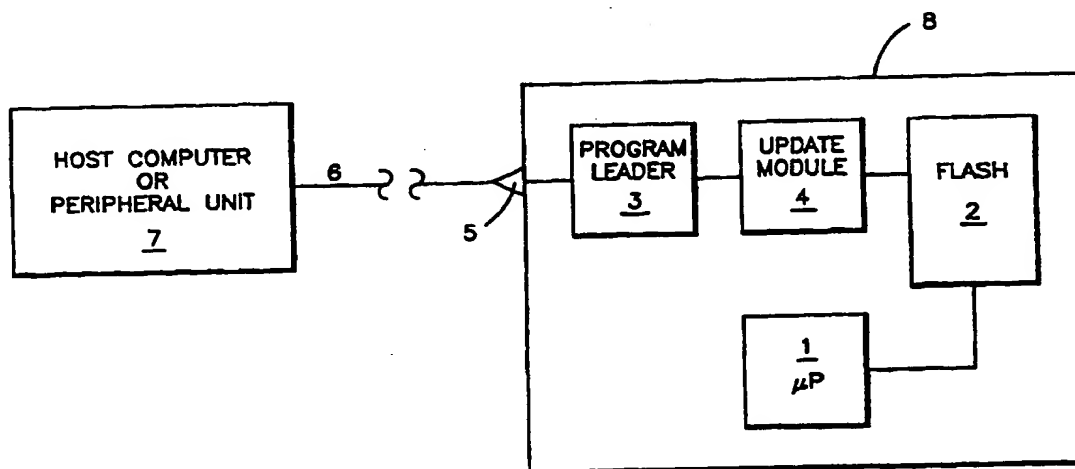 8
HOST COMPUTER
OR
PERIPHERAL UNIT
7
6
5
PROGRAM
LEADER
3
UPDATE
MODULE
4
FLASH
2
1
μP